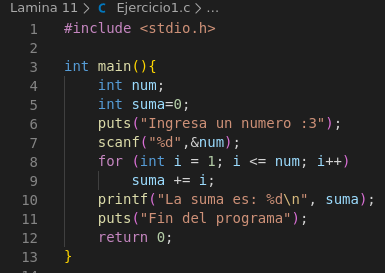 Lamina 11 > C Ejercicio1.c > ...
1 #include <stdio.h>
2
3 int main(){
4 int num;
5 int suma=0;
6 puts("Ingresa un numero :3");
7 scanf("%d",&num);
8 for (int i = 1; i <= num; i++)
9 suma += i;
10 printf("La suma es: %d\n", suma);
11 puts("Fin del programa");
12 return 0;
13 }